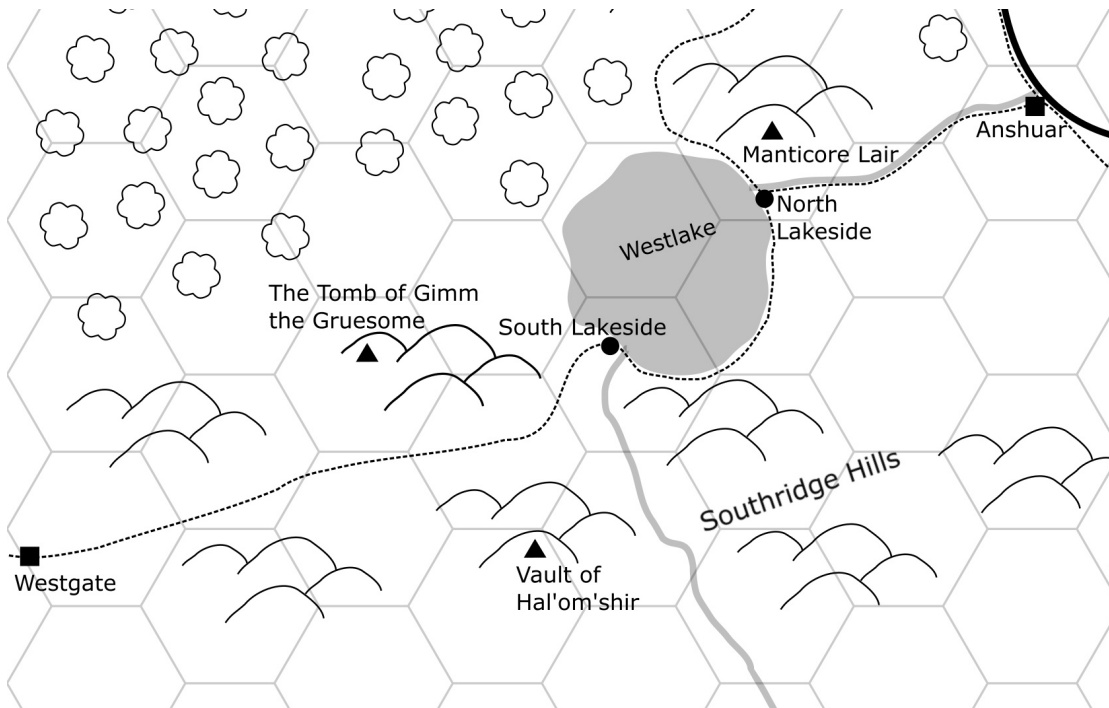 Anshuar
Manticore Lair
North
Lakeside
Westlake
The Tomb of Gimm
the Gruesome
South Lakeside
Southridge Hills
Westgate
Vault of
Hal'om'shir